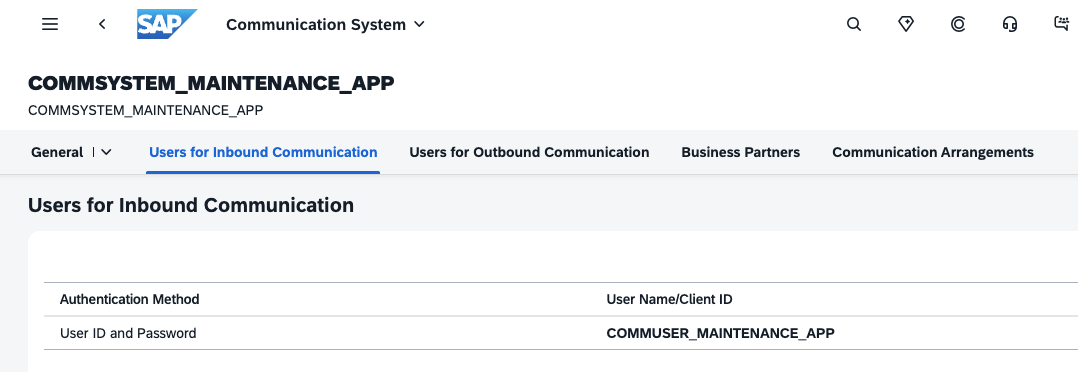 SAP Communication System
COMMSYSTEM_MAINTENANCE_APP
COMMSYSTEM_MAINTENANCE_APP
General Users for Inbound Communication Users for Outbound Communication Business Partners Communication Arrangements
Users for Inbound Communication
Authentication Method User Name/Client ID
User ID and Password COMMUSER_MAINTENANCE_APP